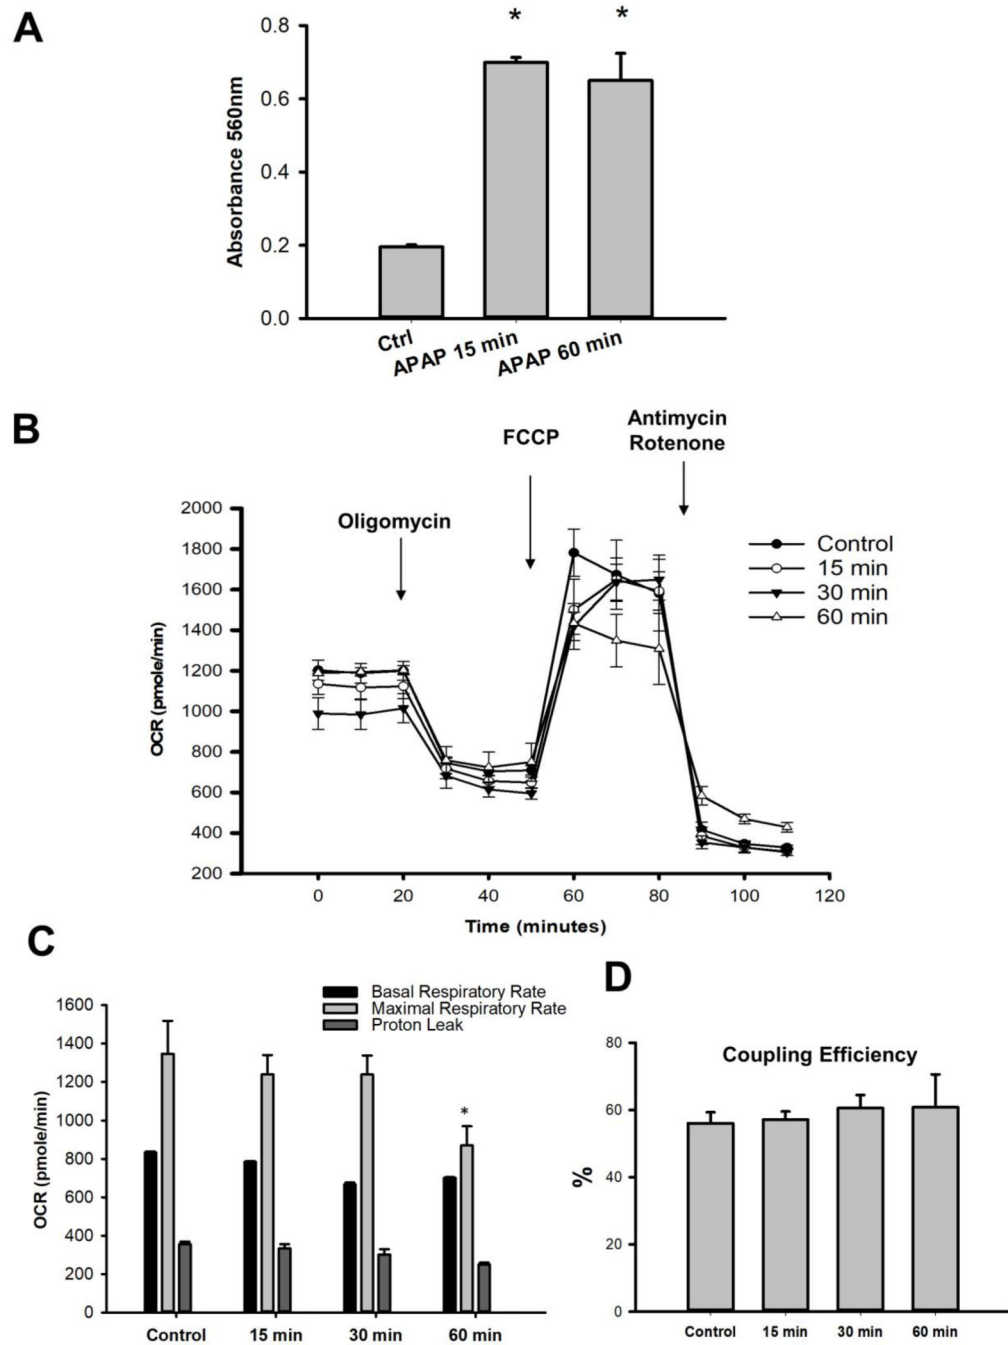 A
Absorbance 560nm
0.8
0.6
0.4
0.2
0.0
*
*
Ctrl
APAP 15 min
APAP 60 min
B
Oligomycin
FCCP
Antimycin
Rotenone
OCR (pmole/min)
2000
1800
1600
1400
1200
1000
800
600
400
200
0 20 40 60 80 100 120
Time (minutes)
Control
15 min
30 min
60 min
C
OCR (pmole/min)
1600
1400
1200
1000
800
600
400
200
0
Basal Respiratory Rate
Maximal Respiratory Rate
Proton Leak
*
Control 15 min 30 min 60 min
D
Coupling Efficiency
%
80
60
40
20
0
Control 15 min 30 min 60 min